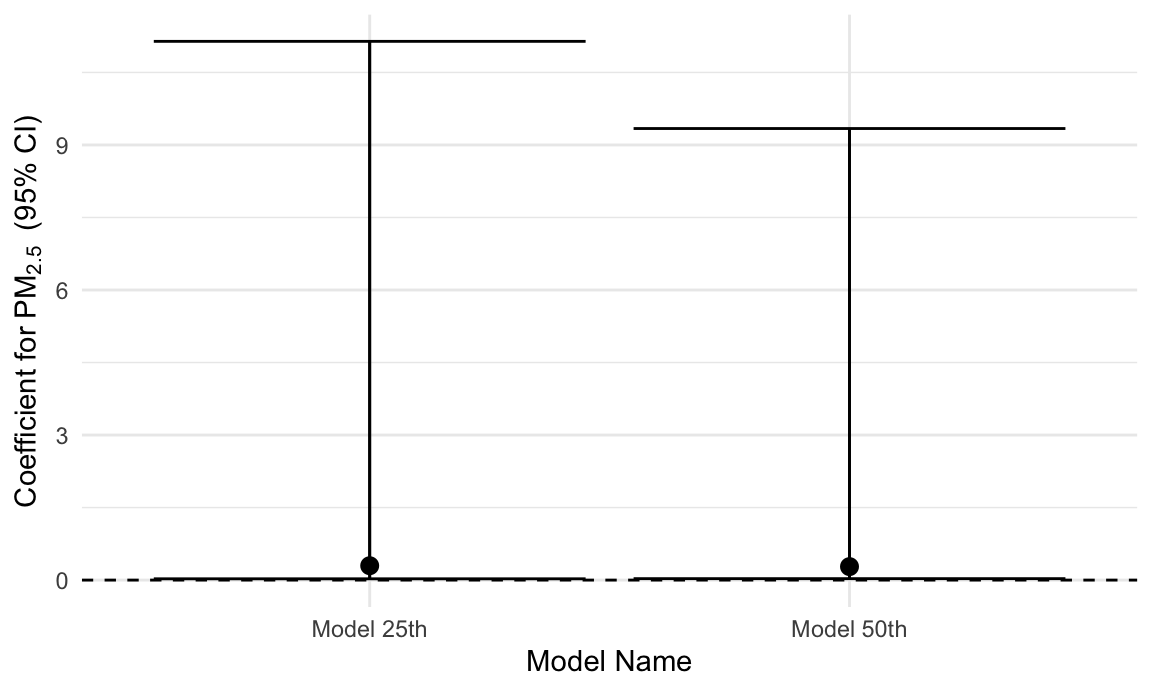 Coefficient for PM2.5 (95% CI)
9
6
3
0
Model 25th
Model 50th
Model Name